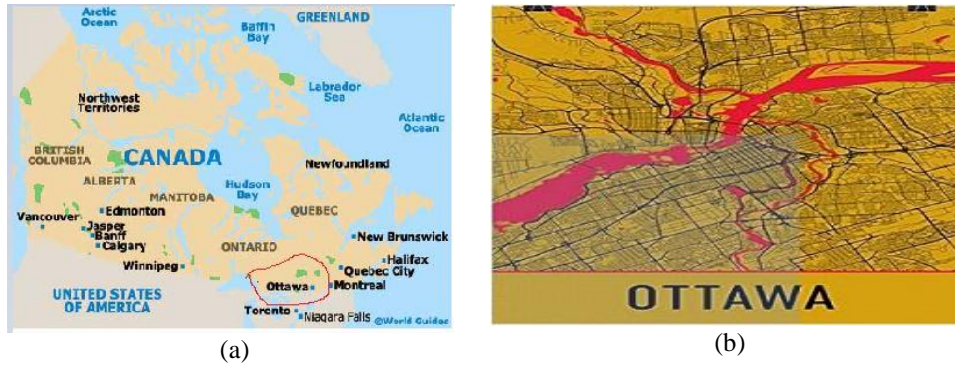 Arctic
Ocean
Baffin
Bay
GREENLAND
Labrador
Sea
Northwest
Territories
Atlantic
Ocean
BRITISH
COLUMBIA
CANADA
Newfoundland
ALBERTA
Hudson
Bay
MANITOBA
QUEBEC
Vancouver
Edmonton
Jasper
Banff
Calgary
ONTARIO
New Brunswick
Winnipeg
Halifax
Quebec City
Ottawa
Montreal
UNITED STATES
OF AMERICA
Toronto
Niagara Falls
©World Guides
(a)
OTTAWA
(b)